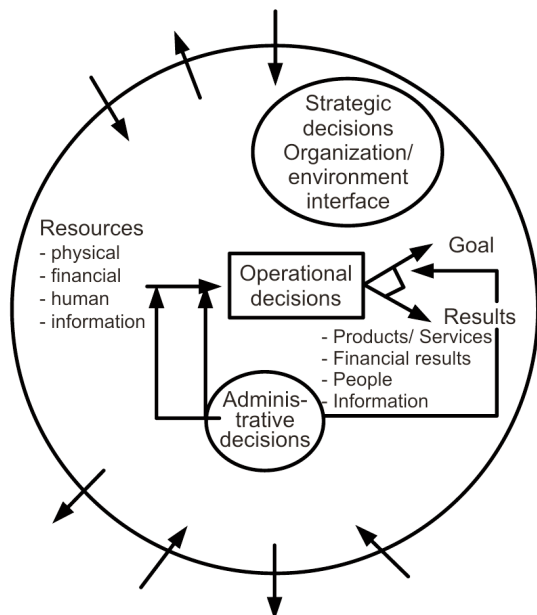 Strategic
decisions
Organization/
environment
interface
Resources
- physical
- financial
- human
- information
Operational
decisions
Goal
Results
- Products/ Services
- Financial results
- People
- Information
Adminis-
trative
decisions